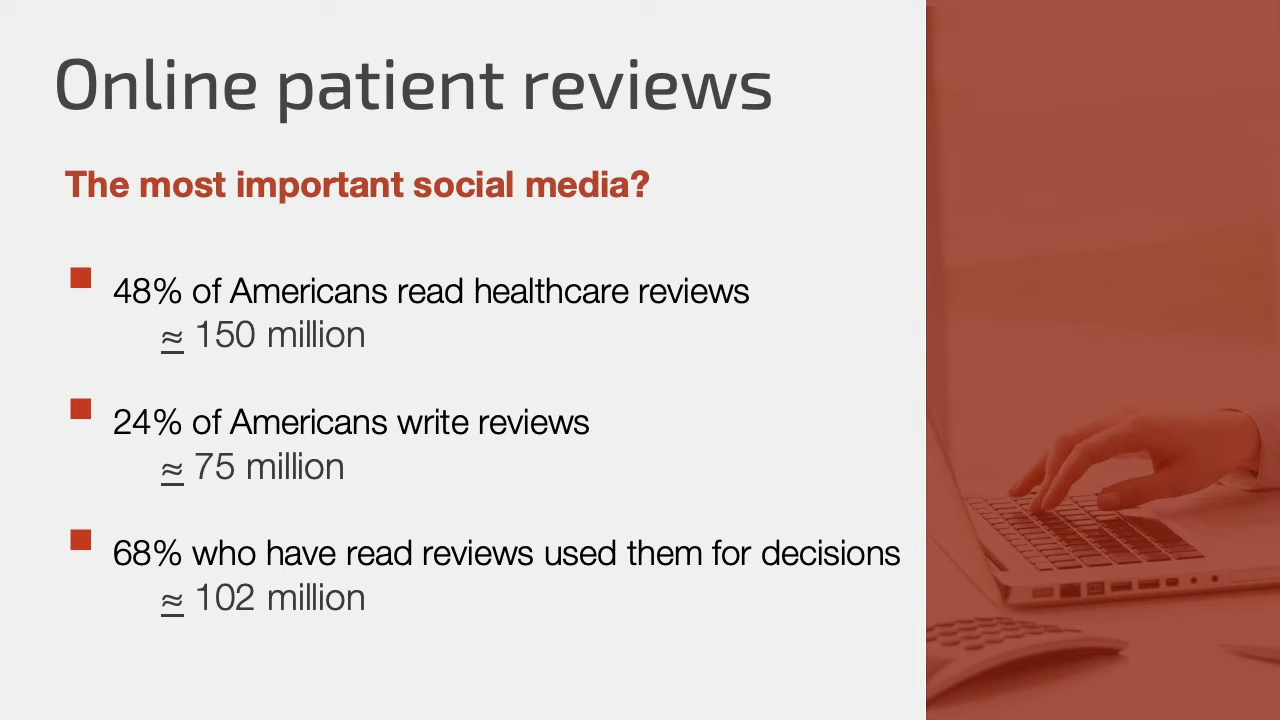 Online patient reviews
The most important social media?
48% of Americans read healthcare reviews
≈ 150 million
24% of Americans write reviews
≈ 75 million
68% who have read reviews used them for decisions
≈ 102 million